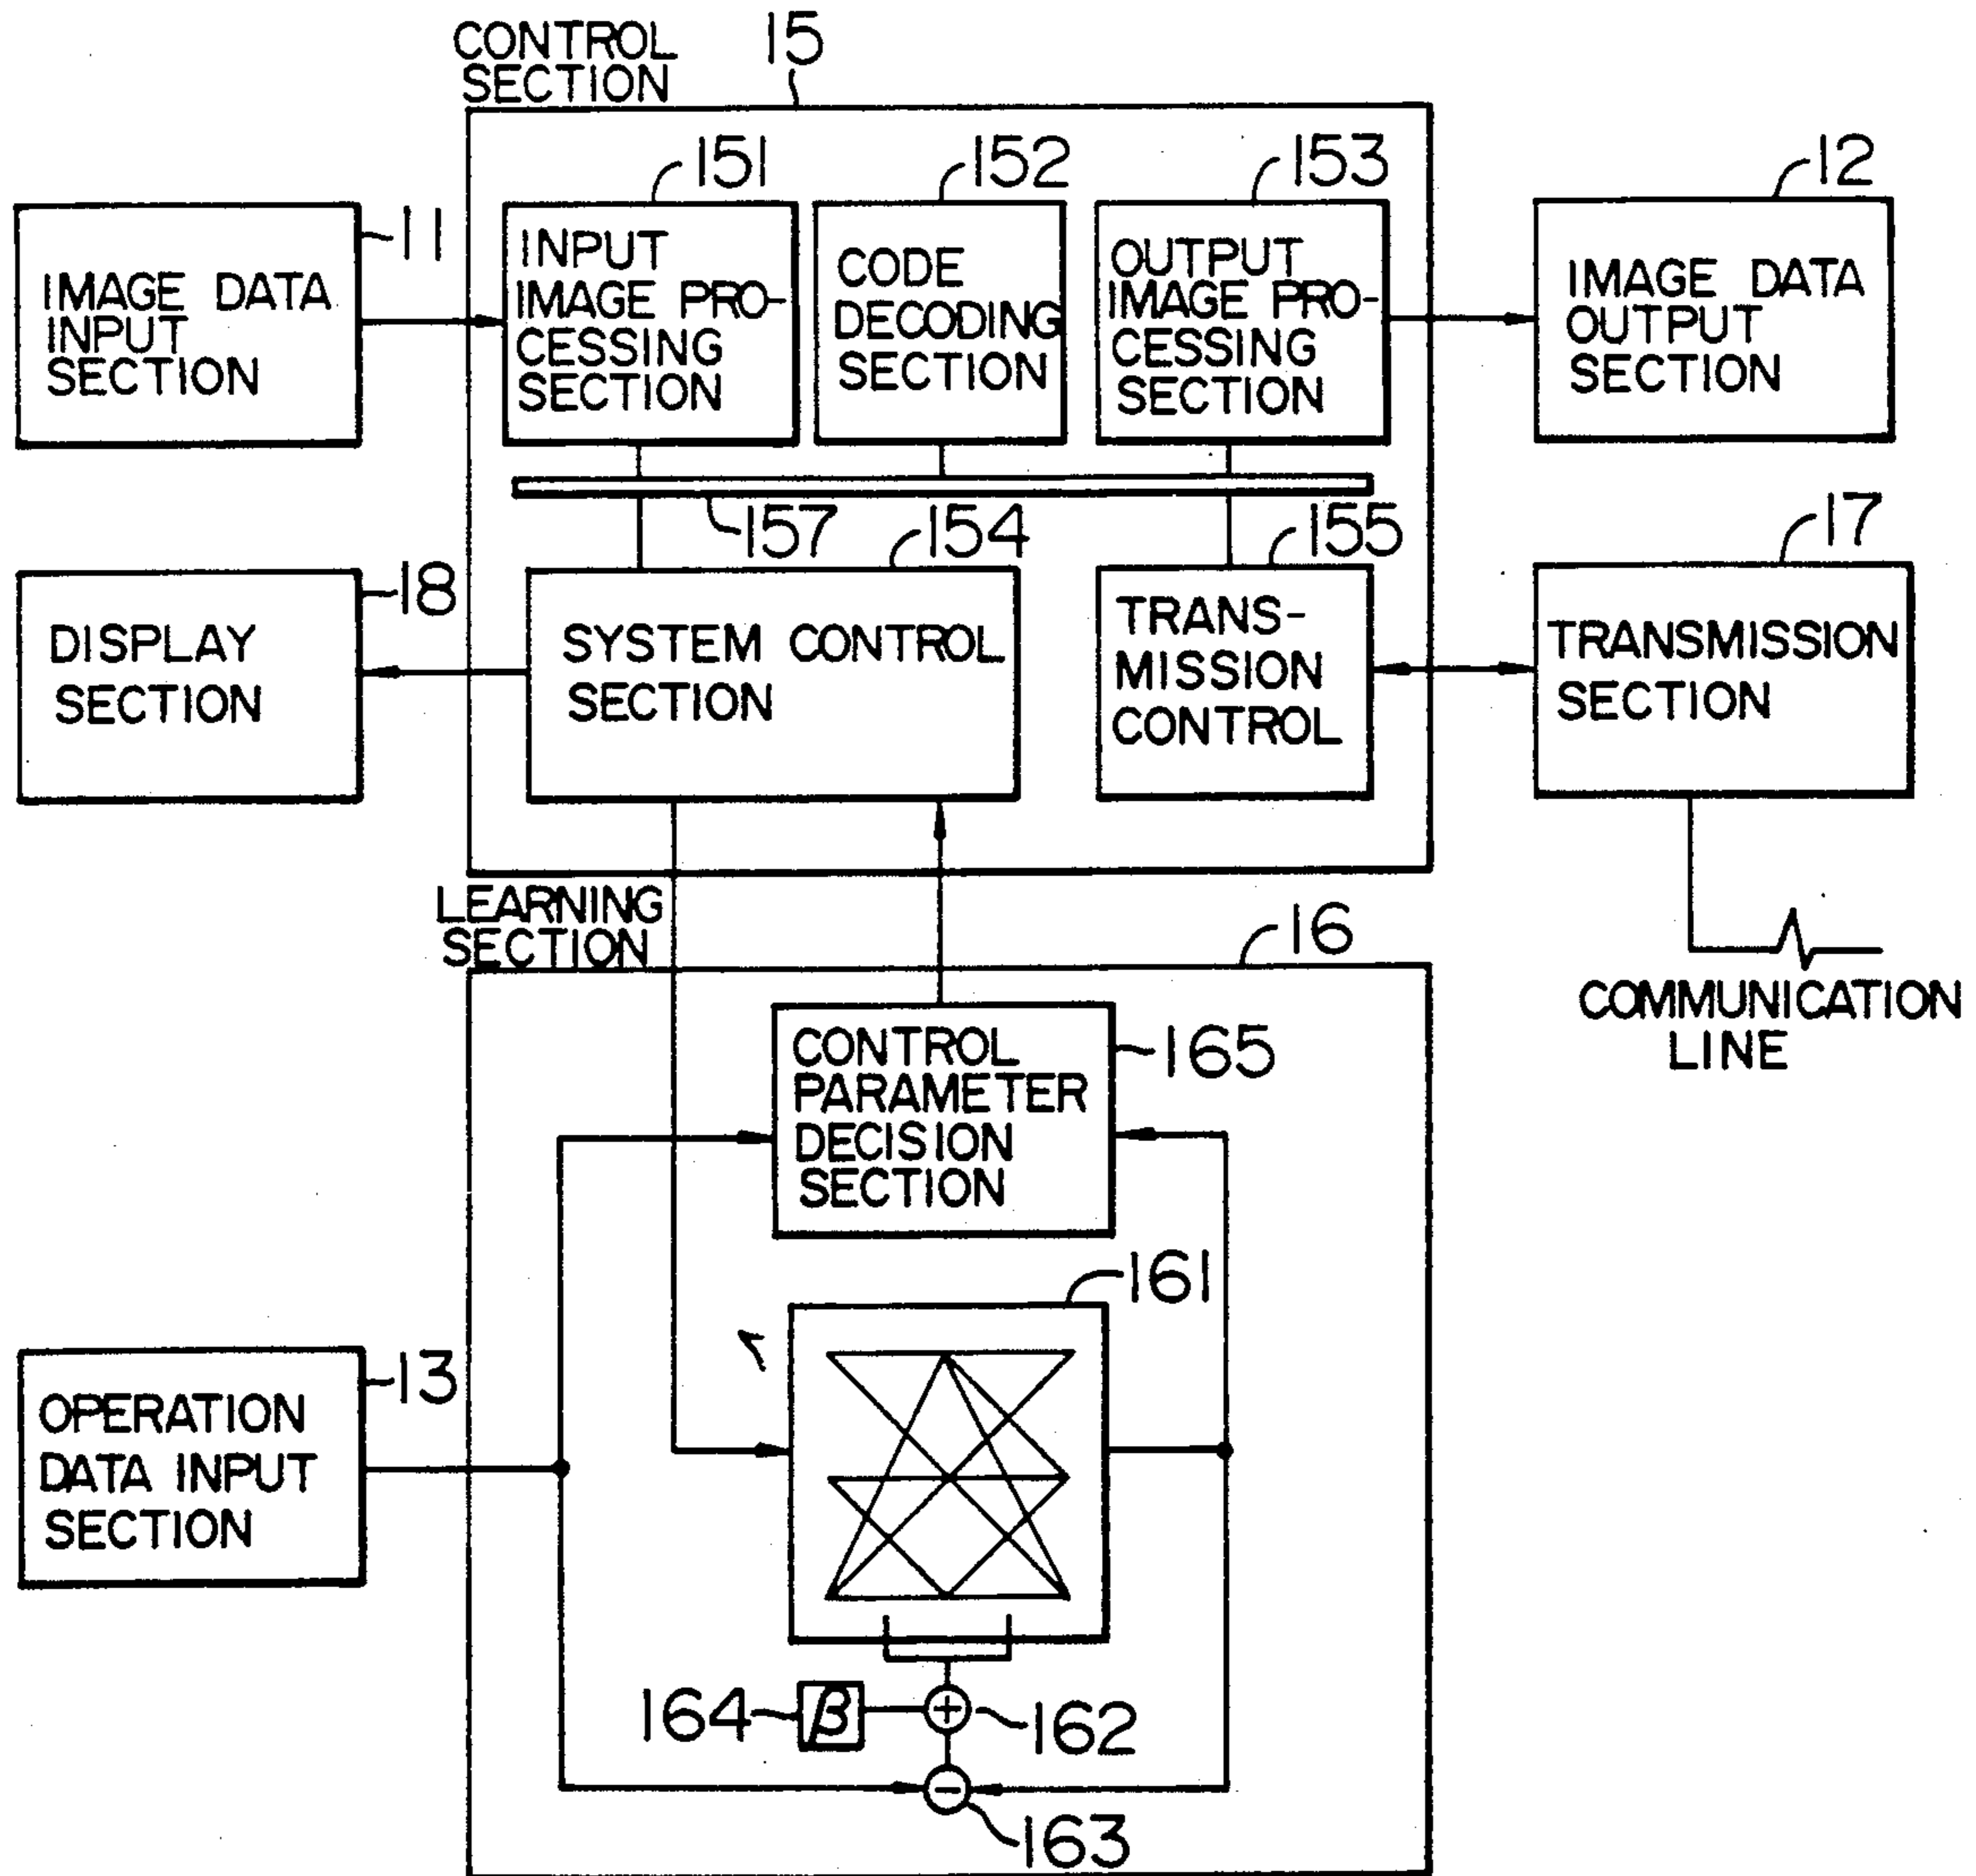 CONTROL
SECTION
15
151
152
153
12
11
IMAGE DATA
INPUT
SECTION
INPUT
IMAGE PRO-
CESSING
SECTION
CODE
DECODING
SECTION
OUTPUT
IMAGE PRO-
CESSING
SECTION
IMAGE DATA
OUTPUT
SECTION
157
154
155
17
18
DISPLAY
SECTION
SYSTEM CONTROL
SECTION
TRANS-
MISSION
CONTROL
TRANSMISSION
SECTION
LEARNING
SECTION
16
COMMUNICATION
LINE
CONTROL
PARAMETER
DECISION
SECTION
165
161
13
OPERATION
DATA INPUT
SECTION
164
β
+
162
−
163